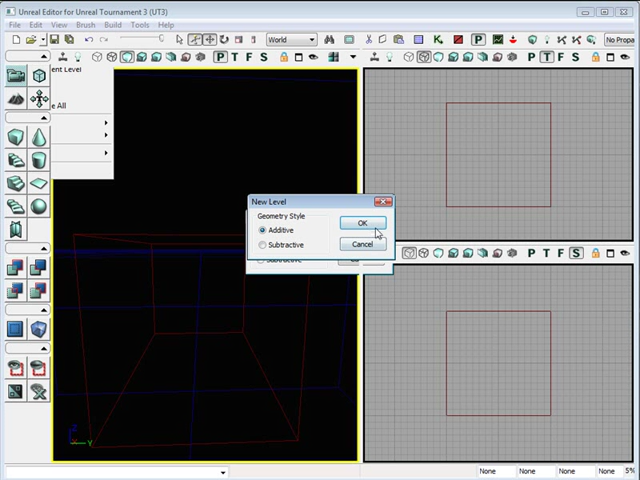 Unreal Editor for Unreal Tournament 3 (UT3)
File Edit View Brush Build Tools Help
World
No Propa
P T F S
P T F S
ent Level
e All
New Level
Geometry Style
Additive
OK
Subtractive
Cancel
Subtractive
P T F S
Z
X Y
None None None None 5%